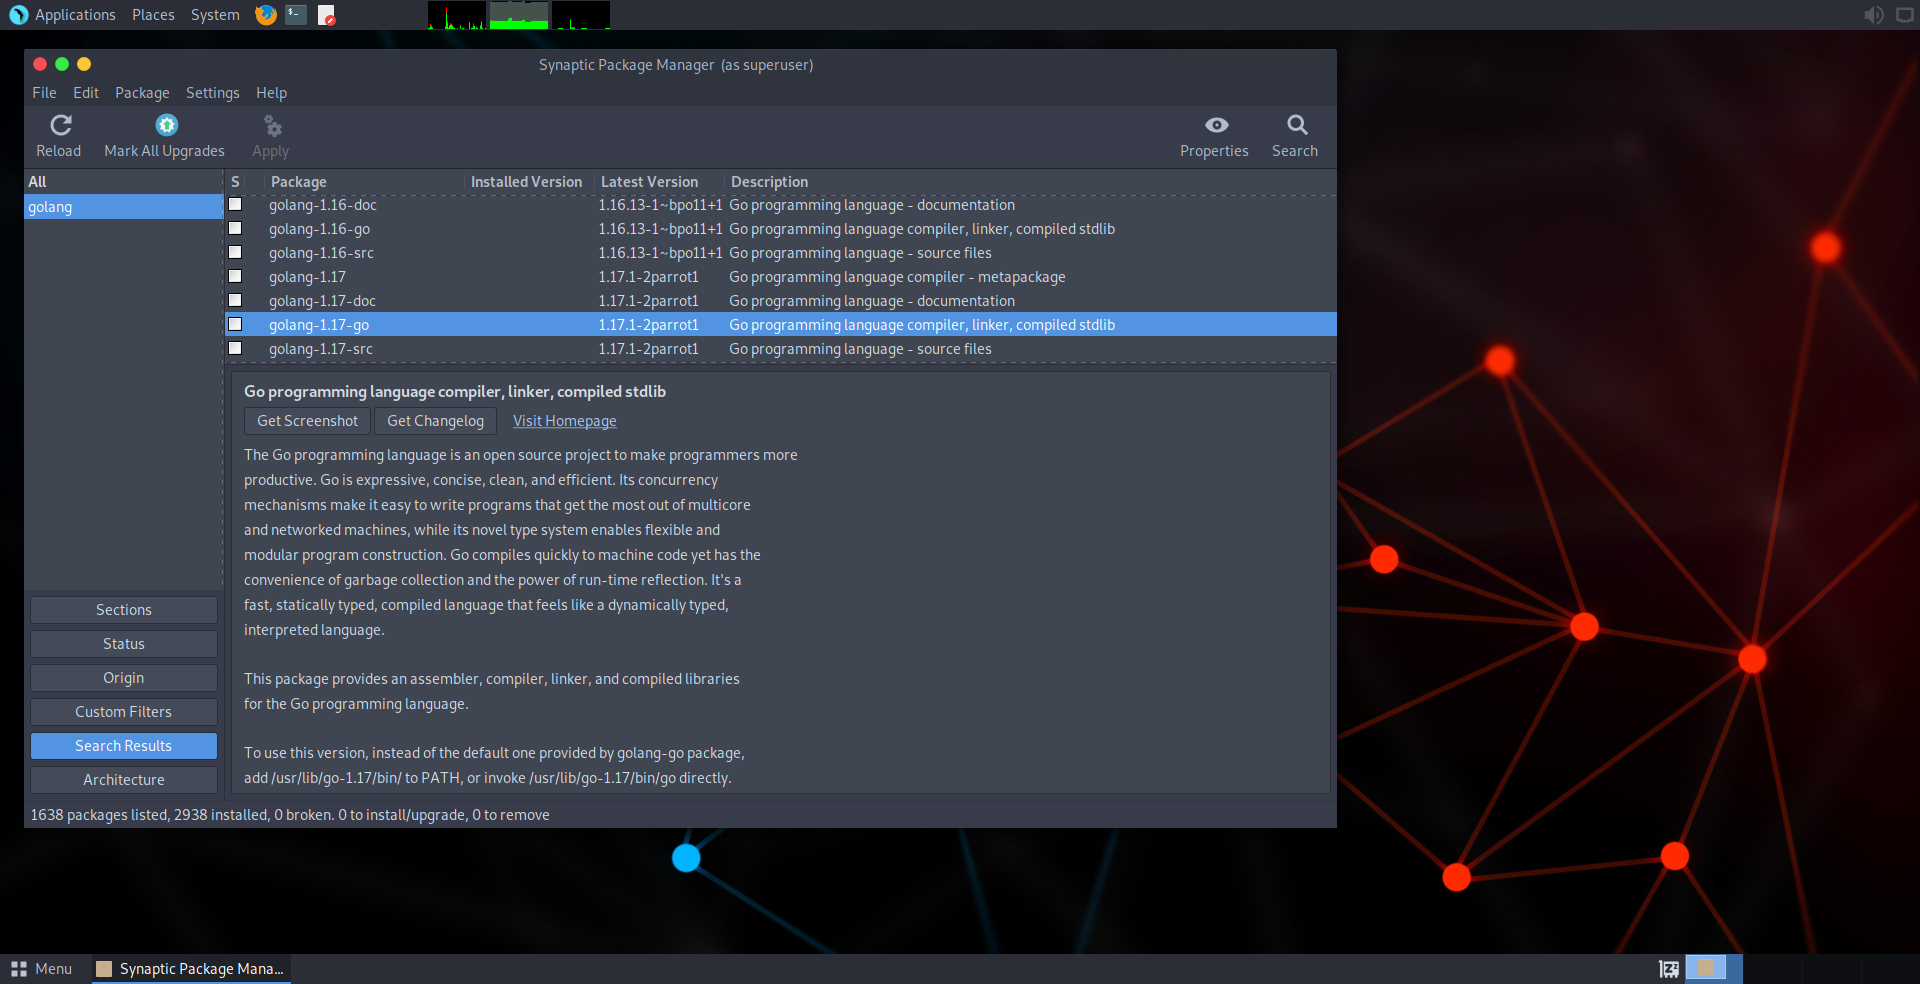 Applications Places System
Synaptic Package Manager (as superuser)
File Edit Package Settings Help
Reload Mark All Upgrades Apply Properties Search
All
golang
S Package Installed Version Latest Version Description
golang-1.16-doc 1.16.13-1~bpo11+1 Go programming language - documentation
golang-1.16-go 1.16.13-1~bpo11+1 Go programming language compiler, linker, compiled stdlib
golang-1.16-src 1.16.13-1~bpo11+1 Go programming language - source files
golang-1.17 1.17.1-2parrot1 Go programming language compiler - metapackage
golang-1.17-doc 1.17.1-2parrot1 Go programming language - documentation
golang-1.17-go 1.17.1-2parrot1 Go programming language compiler, linker, compiled stdlib
golang-1.17-src 1.17.1-2parrot1 Go programming language - source files
Go programming language compiler, linker, compiled stdlib
Get Screenshot Get Changelog Visit Homepage
The Go programming language is an open source project to make programmers more
productive. Go is expressive, concise, clean, and efficient. Its concurrency
mechanisms make it easy to write programs that get the most out of multicore
and networked machines, while its novel type system enables flexible and
modular program construction. Go compiles quickly to machine code yet has the
convenience of garbage collection and the power of run-time reflection. It's a
fast, statically typed, compiled language that feels like a dynamically typed,
interpreted language.
This package provides an assembler, compiler, linker, and compiled libraries
for the Go programming language.
To use this version, instead of the default one provided by golang-go package,
add /usr/lib/go-1.17/bin/ to PATH, or invoke /usr/lib/go-1.17/bin/go directly.
Sections
Status
Origin
Custom Filters
Search Results
Architecture
1638 packages listed, 2938 installed, 0 broken. 0 to install/upgrade, 0 to remove
Menu Synaptic Package Mana...